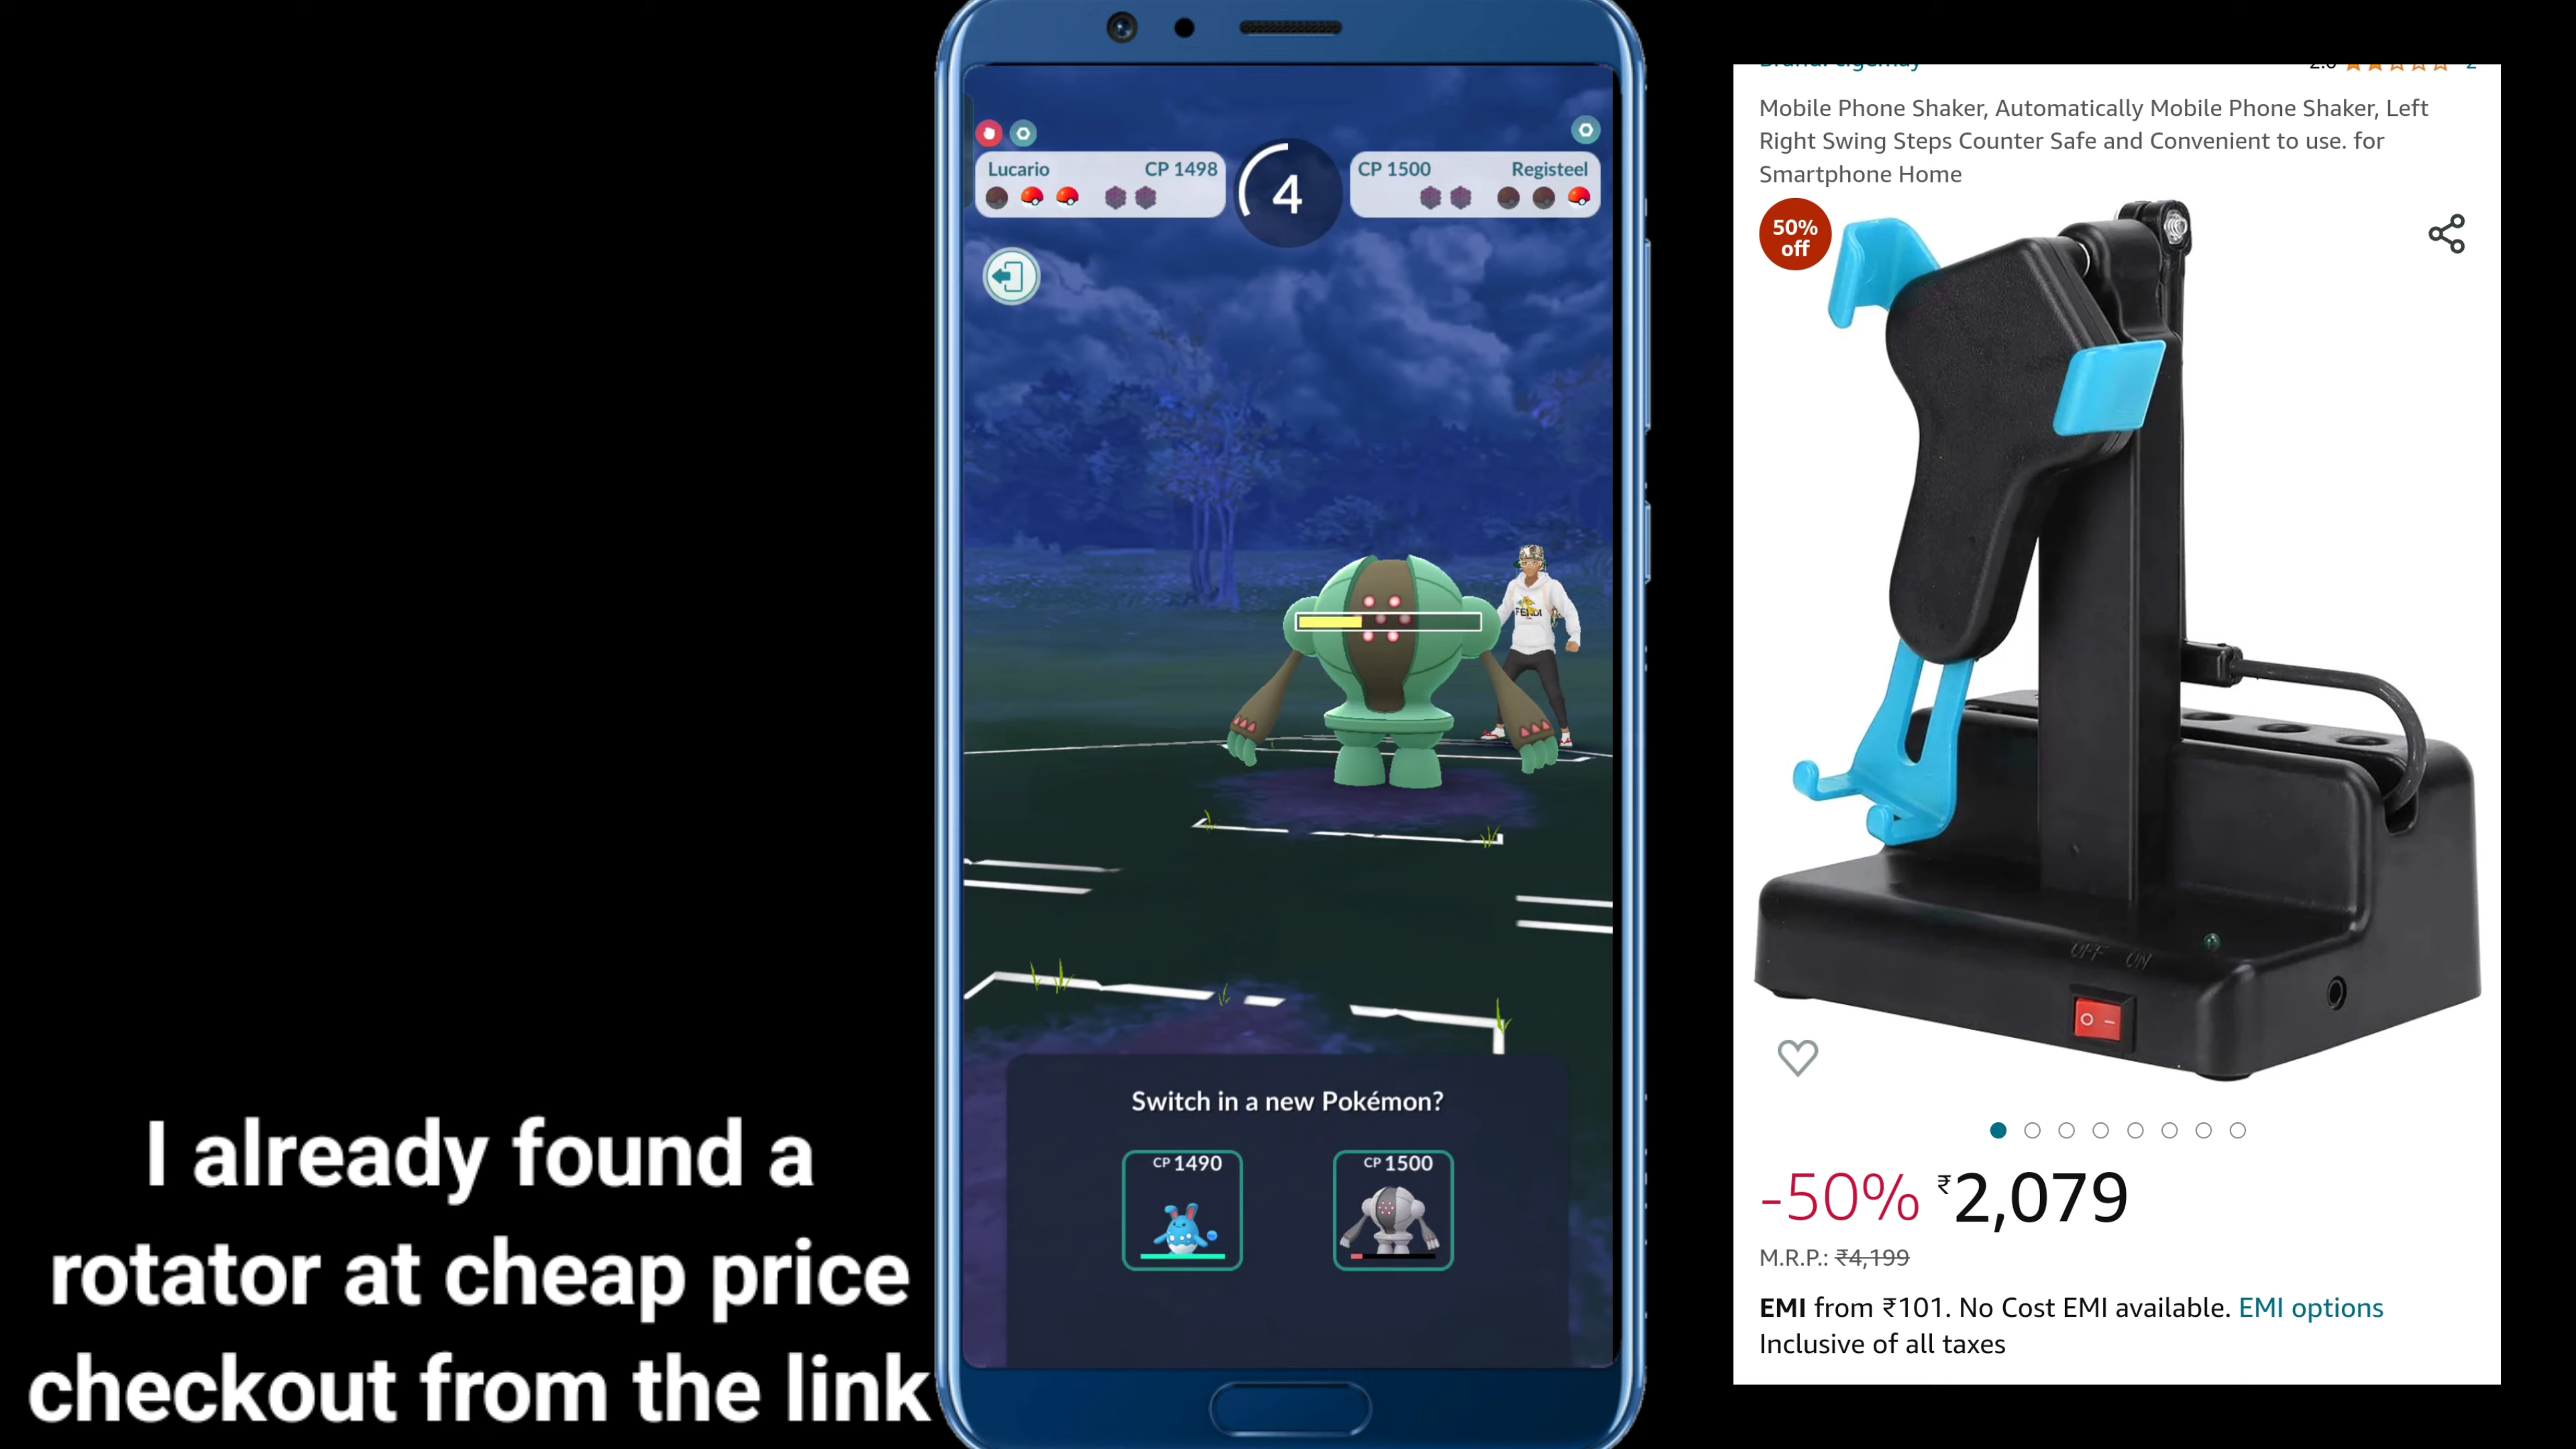 Lucario CP 1498
4
CP 1500 Registeel
FENDI
Switch in a new Pokémon?
CP 1490
CP 1500
I already found a
rotator at cheap price
checkout from the link
Mobile Phone Shaker, Automatically Mobile Phone Shaker, Left
Right Swing Steps Counter Safe and Convenient to use. for
Smartphone Home
50%
off
OFF ON
-50% ₹2,079
M.R.P.: ₹4,199
EMI from ₹101. No Cost EMI available. EMI options
Inclusive of all taxes